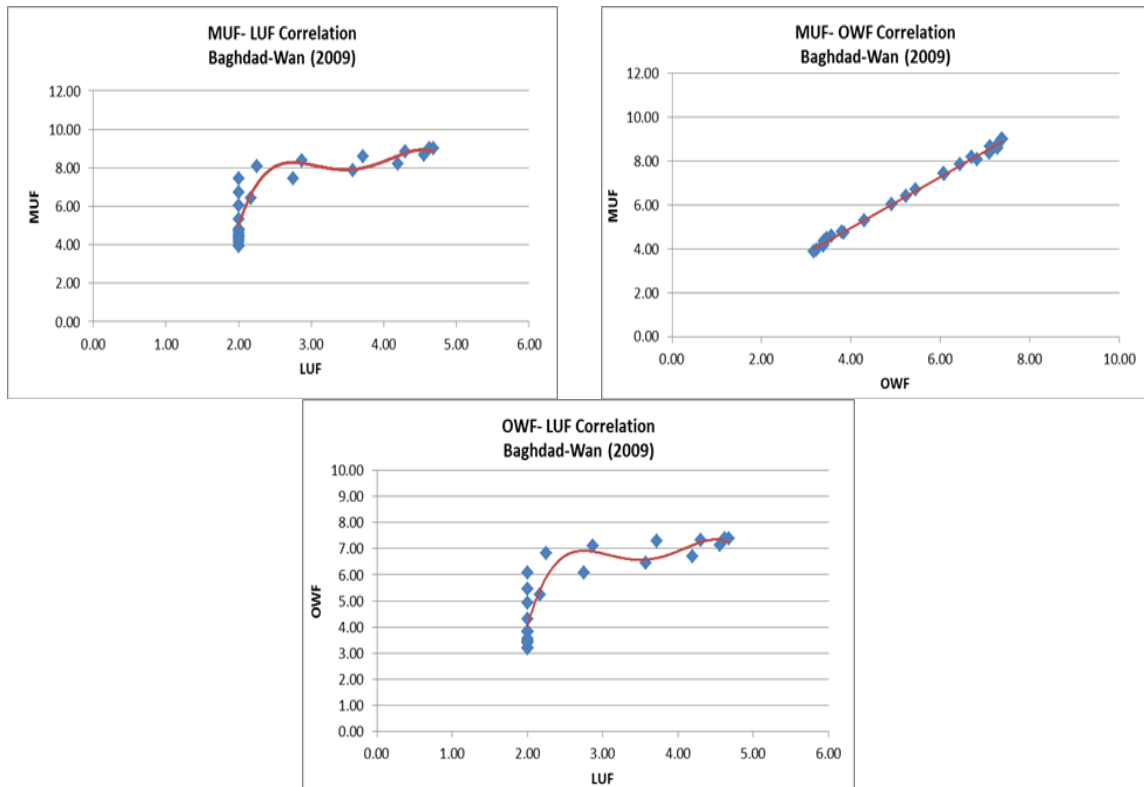 MUF- LUF Correlation
Baghdad-Wan (2009)
MUF
12.00
10.00
8.00
6.00
4.00
2.00
0.00
0.00 1.00 2.00 3.00 4.00 5.00 6.00
LUF
MUF- OWF Correlation
Baghdad-Wan (2009)
MUF
12.00
10.00
8.00
6.00
4.00
2.00
0.00
0.00 2.00 4.00 6.00 8.00 10.00
OWF
OWF- LUF Correlation
Baghdad-Wan (2009)
OWF
10.00
9.00
8.00
7.00
6.00
5.00
4.00
3.00
2.00
1.00
0.00
0.00 1.00 2.00 3.00 4.00 5.00 6.00
LUF